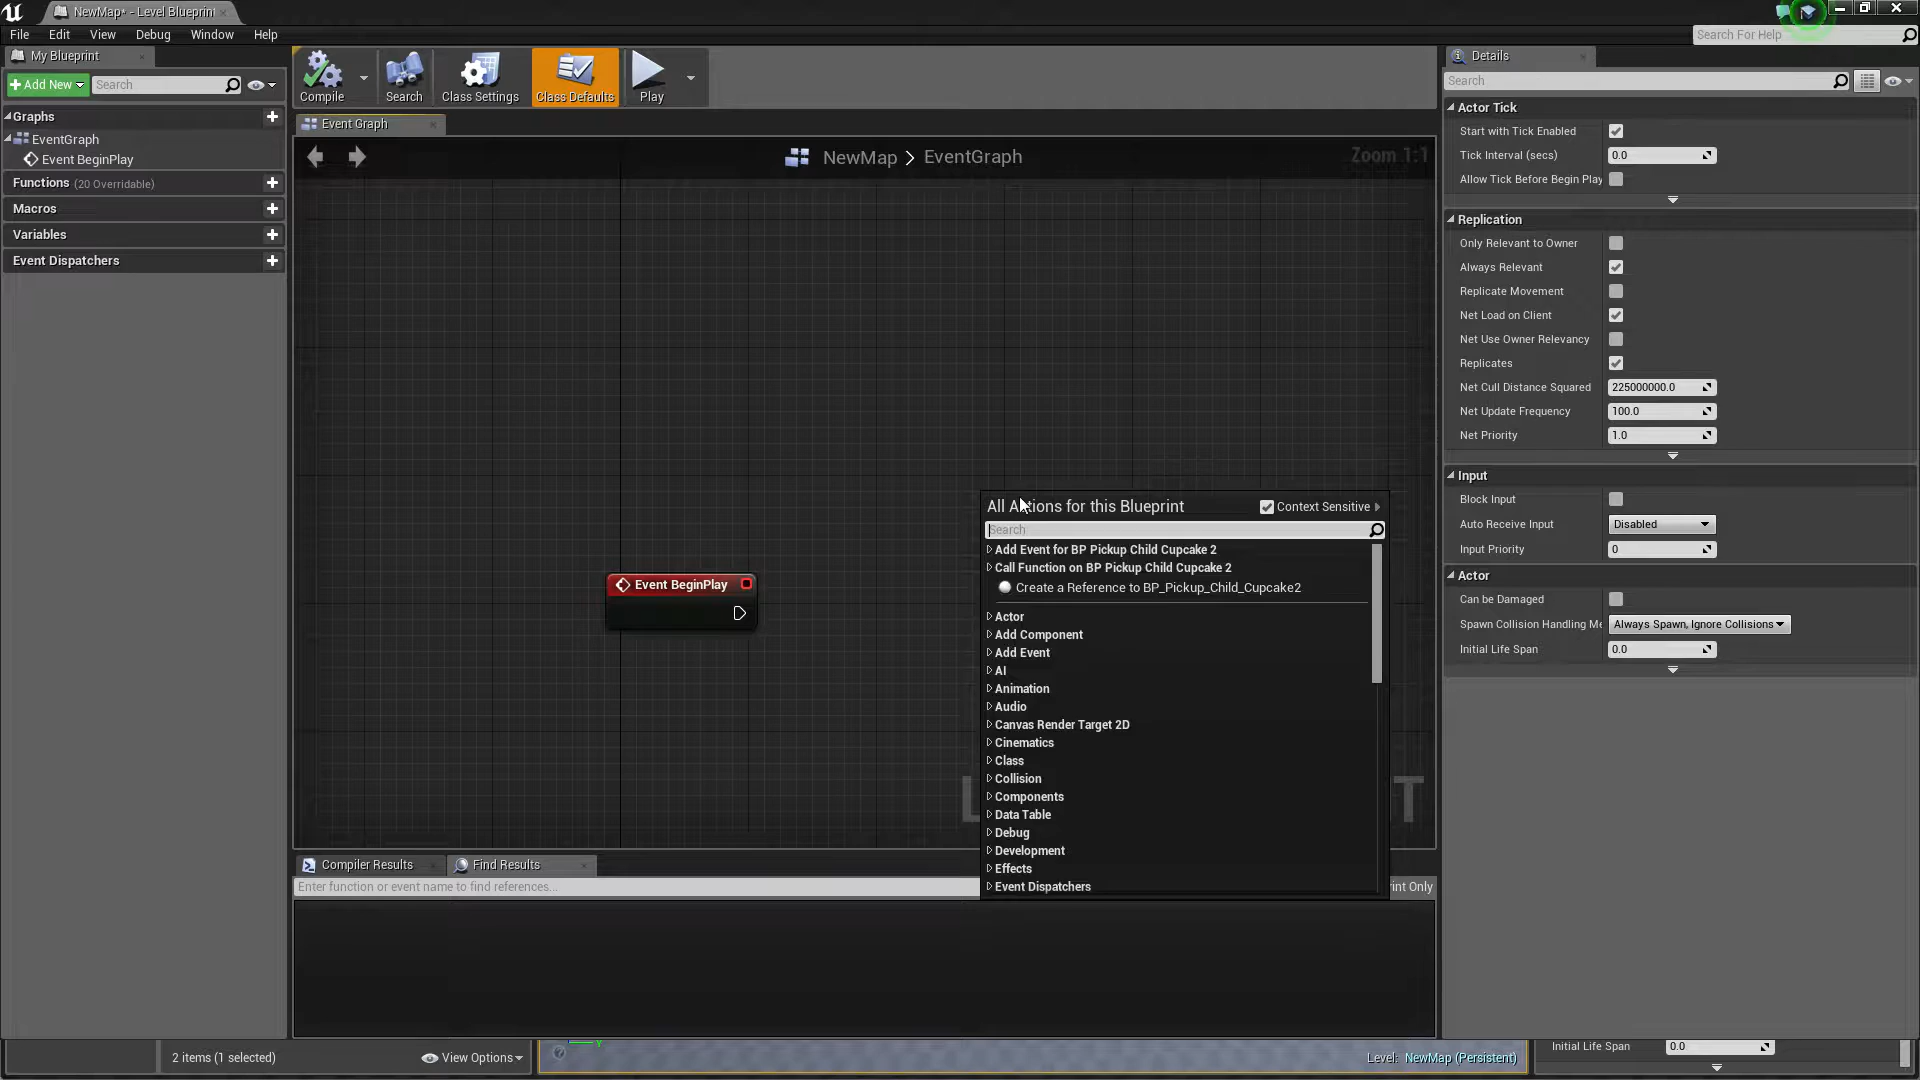 NewMap* - Level Blueprint
File Edit View Debug Window Help
Search For Help
My Blueprint
Add New Search
Graphs
EventGraph
Event BeginPlay
Functions (20 Overridable)
Macros
Variables
Event Dispatchers
Compile Search Class Settings Class Defaults Play
Event Graph
NewMap > EventGraph
Zoom 1:1
Event BeginPlay
All Actions for this Blueprint Context Sensitive
Search
Add Event for BP Pickup Child Cupcake 2
Call Function on BP Pickup Child Cupcake 2
Create a Reference to BP_Pickup_Child_Cupcake2
Actor
Add Component
Add Event
AI
Animation
Audio
Canvas Render Target 2D
Cinematics
Class
Collision
Components
Data Table
Debug
Development
Effects
Event Dispatchers
Compiler Results Find Results
Enter function or event name to find references...
int Only
Details
Search
Actor Tick
Start with Tick Enabled
Tick Interval (secs) 0.0
Allow Tick Before Begin Play
Replication
Only Relevant to Owner
Always Relevant
Replicate Movement
Net Load on Client
Net Use Owner Relevancy
Replicates
Net Cull Distance Squared 225000000.0
Net Update Frequency 100.0
Net Priority 1.0
Input
Block Input
Auto Receive Input Disabled
Input Priority 0
Actor
Can be Damaged
Spawn Collision Handling Me Always Spawn, Ignore Collisions
Initial Life Span 0.0
2 items (1 selected) View Options
Level: NewMap (Persistent)
Initial Life Span 0.0